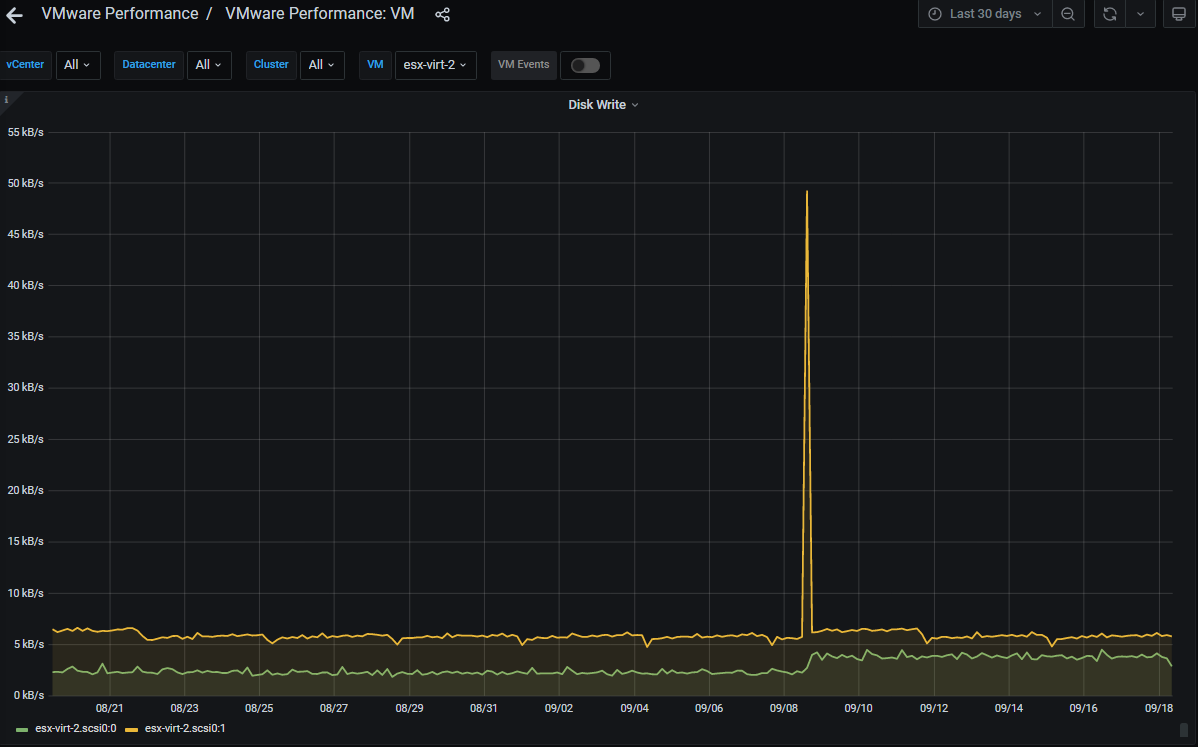 VMware Performance / VMware Performance: VM
Last 30 days
vCenter All Datacenter All Cluster All VM esx-virt-2 VM Events
i
Disk Write
55 kB/s
50 kB/s
45 kB/s
40 kB/s
35 kB/s
30 kB/s
25 kB/s
20 kB/s
15 kB/s
10 kB/s
5 kB/s
0 kB/s
08/21 08/23 08/25 08/27 08/29 08/31 09/02 09/04 09/06 09/08 09/10 09/12 09/14 09/16 09/18
esx-virt-2.scsi0:0 esx-virt-2.scsi0:1